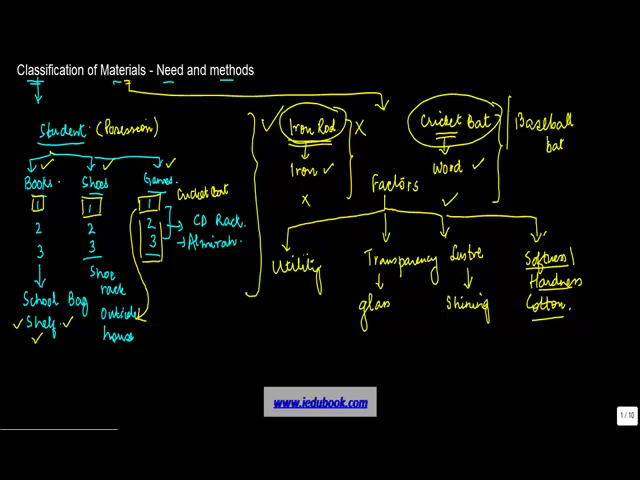 Classification of Materials - Need and methods
Student (Possession)
Books. Shoes Games.
1 1 1 Cricket Bat
2 2 2 CD Rack.
3 3 3 Almirah.
School Bag
Shelf.
Shoe
rack
Outside
house
Iron Rod X
Iron
X
Cricket Bat
Wood
Baseball
bat
Factors
Utility
Transparency
glass
Lustre
Shining
Softness/
Hardness
Cotton.
www.iedubook.com
1 / 10